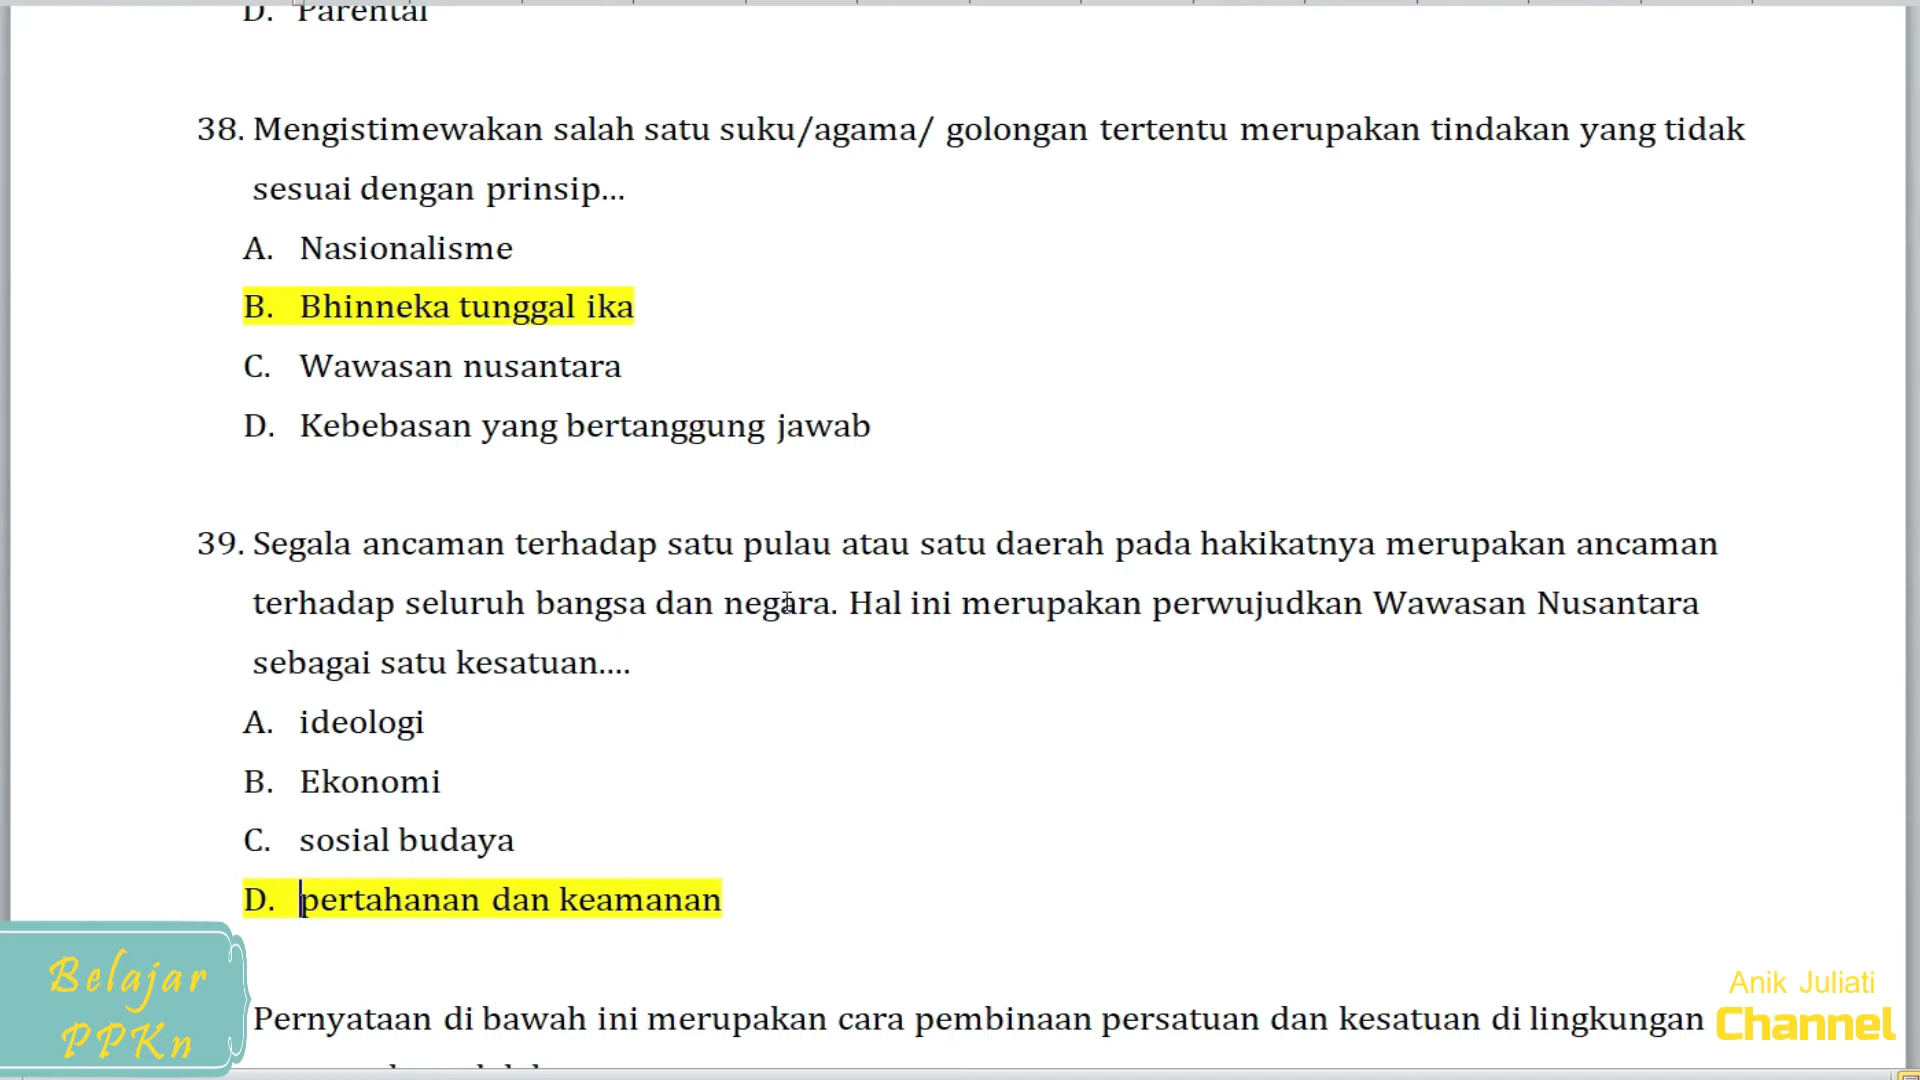 D. Parental
38. Mengistimewakan salah satu suku/agama/ golongan tertentu merupakan tindakan yang tidak
sesuai dengan prinsip...
A. Nasionalisme
B. Bhinneka tunggal ika
C. Wawasan nusantara
D. Kebebasan yang bertanggung jawab
39. Segala ancaman terhadap satu pulau atau satu daerah pada hakikatnya merupakan ancaman
terhadap seluruh bangsa dan negara. Hal ini merupakan perwujudkan Wawasan Nusantara
sebagai satu kesatuan....
A. ideologi
B. Ekonomi
C. sosial budaya
D. pertahanan dan keamanan
Pernyataan di bawah ini merupakan cara pembinaan persatuan dan kesatuan di lingkungan
Belajar
PPKn
Anik Juliati
Channel